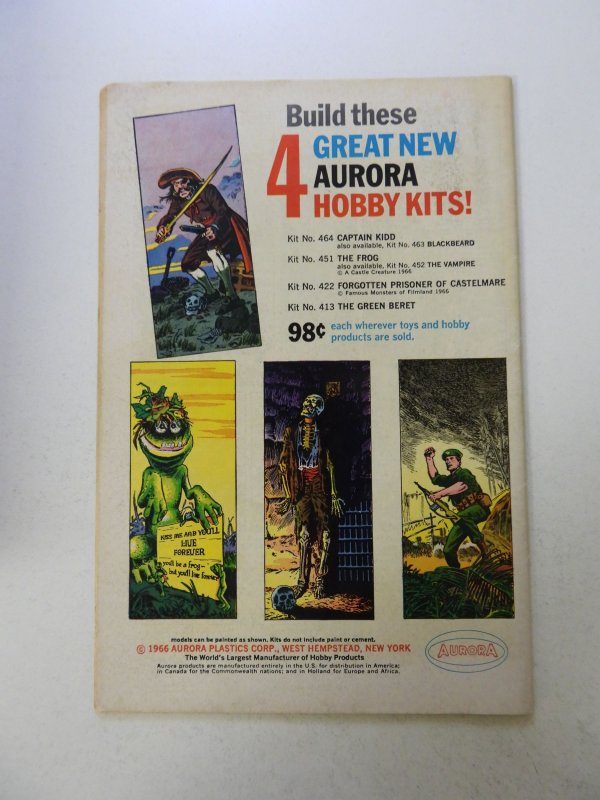 Build these
4 GREAT NEW
AURORA
HOBBY KITS!
Kit No. 464 CAPTAIN KIDD
also available, Kit No. 463 BLACKBEARD
Kit No. 451 THE FROG
also available, Kit No. 452 THE VAMPIRE
© A Castle Creature 1966
Kit No. 422 FORGOTTEN PRISONER OF CASTELMARE
© Famous Monsters of Filmland 1966
Kit No. 413 THE GREEN BERET
98¢ each wherever toys and hobby
products are sold.
KISS ME AND YOU'LL
LIVE
FOREVER
you'll be a frog-
but you'll live forever
models can be painted as shown. Kits do not include paint or cement.
© 1966 AURORA PLASTICS CORP., WEST HEMPSTEAD, NEW YORK
The World's Largest Manufacturer of Hobby Products
Aurora products are manufactured entirely in the U.S. for distribution in America;
in Canada for the Commonwealth nations; and in Holland for Europe and Africa.
AURORA